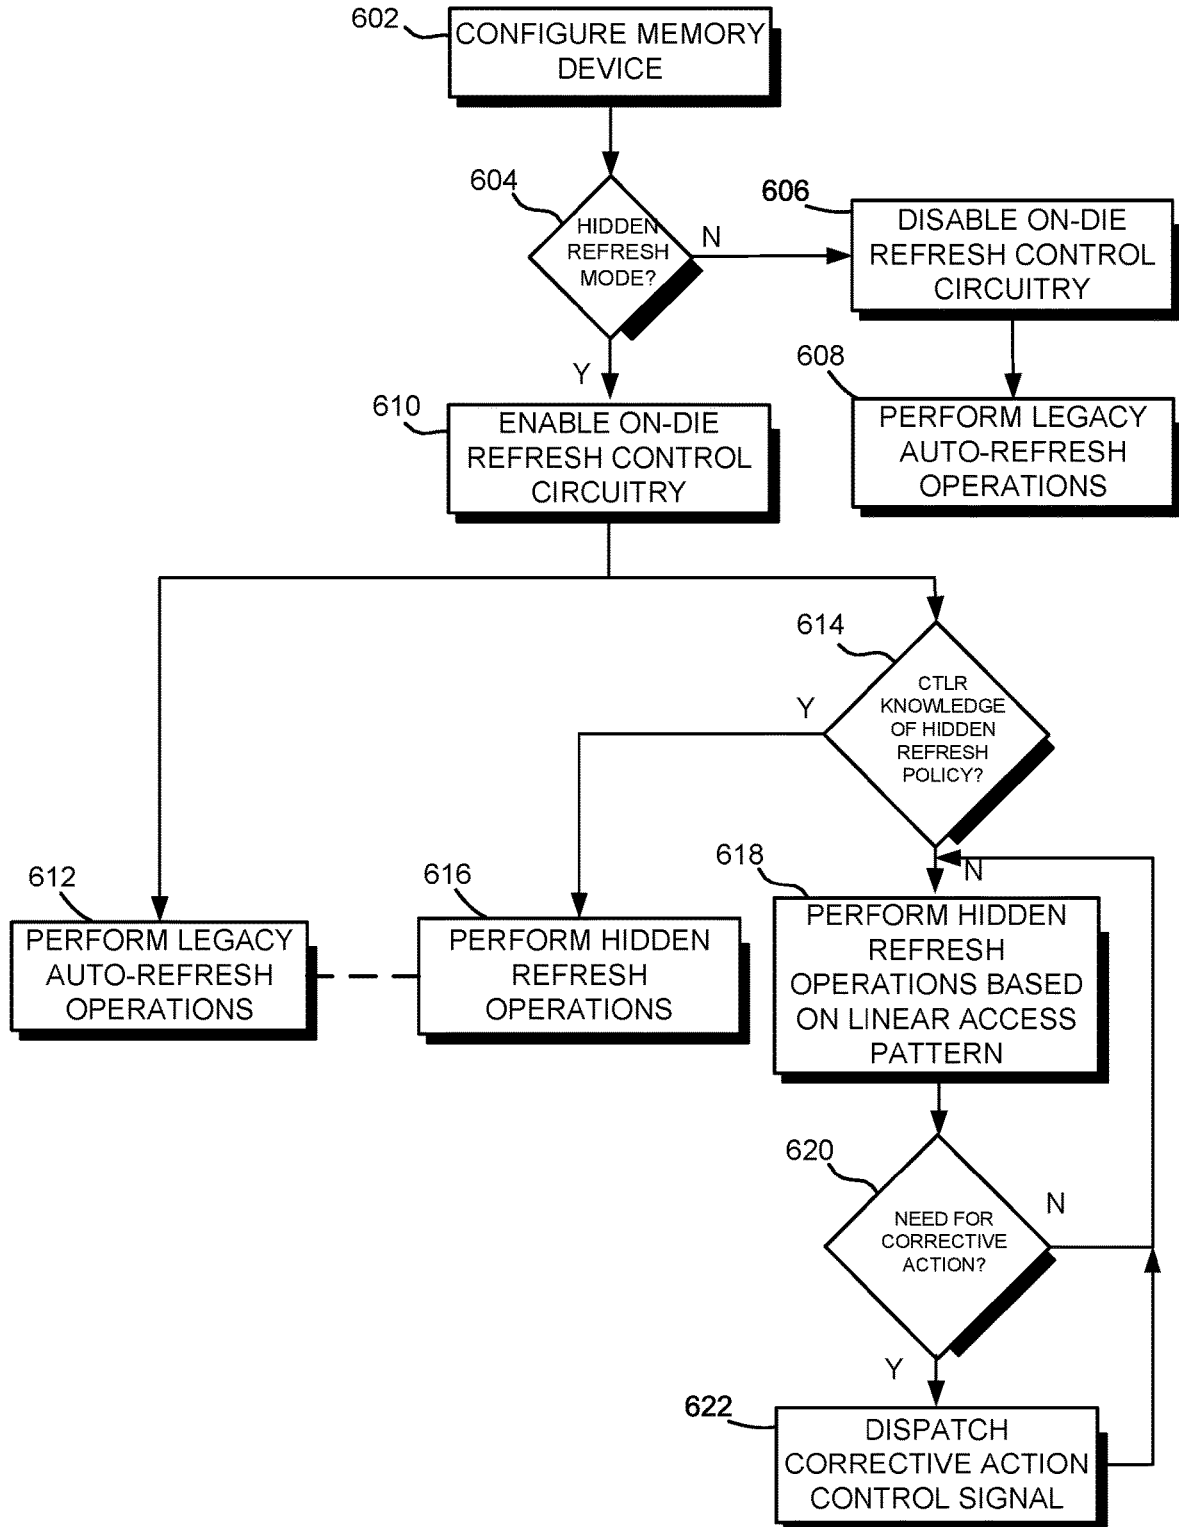 602
CONFIGURE MEMORY
DEVICE
604
HIDDEN
REFRESH
MODE?
N
Y
606
DISABLE ON-DIE
REFRESH CONTROL
CIRCUITRY
608
PERFORM LEGACY
AUTO-REFRESH
OPERATIONS
610
ENABLE ON-DIE
REFRESH CONTROL
CIRCUITRY
614
CTLR
KNOWLEDGE
OF HIDDEN
REFRESH
POLICY?
Y
N
612
PERFORM LEGACY
AUTO-REFRESH
OPERATIONS
616
PERFORM HIDDEN
REFRESH
OPERATIONS
618
PERFORM HIDDEN
REFRESH
OPERATIONS BASED
ON LINEAR ACCESS
PATTERN
620
NEED FOR
CORRECTIVE
ACTION?
N
Y
622
DISPATCH
CORRECTIVE ACTION
CONTROL SIGNAL